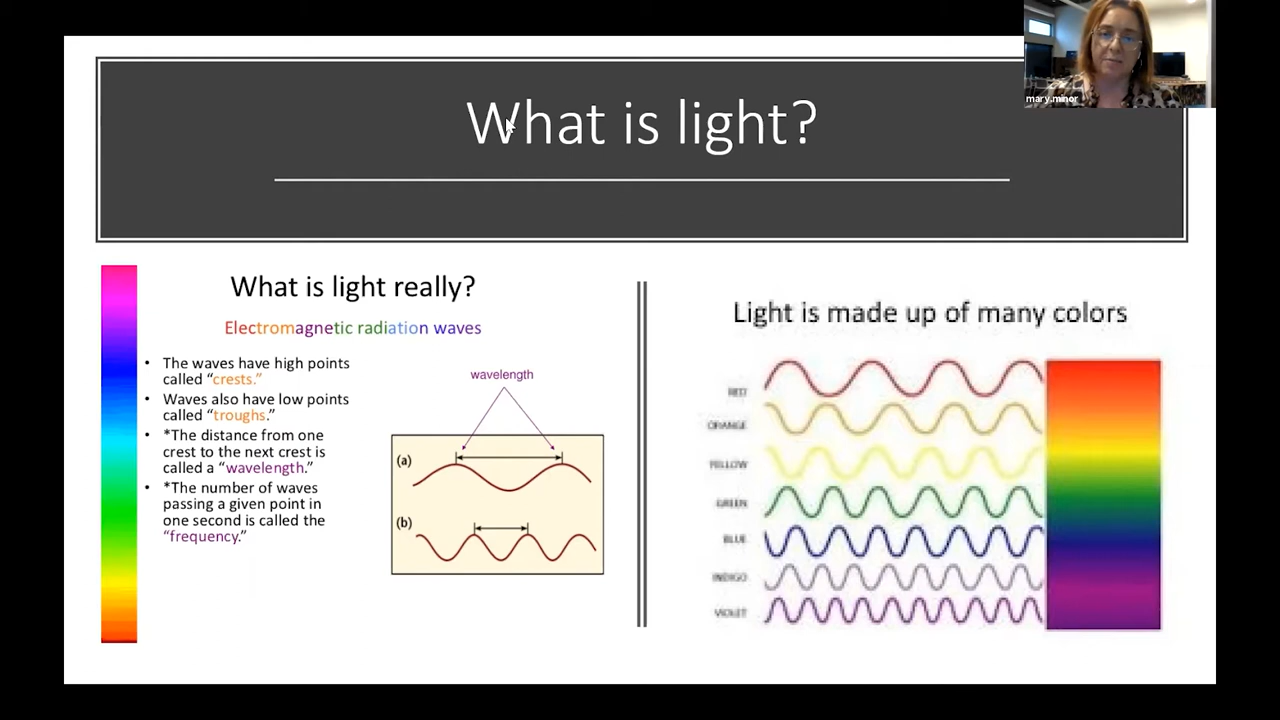 mary.minor
What is light?
What is light really?
Electromagnetic radiation waves
• The waves have high points
called “crests.”
• Waves also have low points
called “troughs.”
• *The distance from one
crest to the next crest is
called a “wavelength.”
• *The number of waves
passing a given point in
one second is called the
“frequency.”
wavelength
(a)
(b)
Light is made up of many colors
RED
ORANGE
YELLOW
GREEN
BLUE
INDIGO
VIOLET